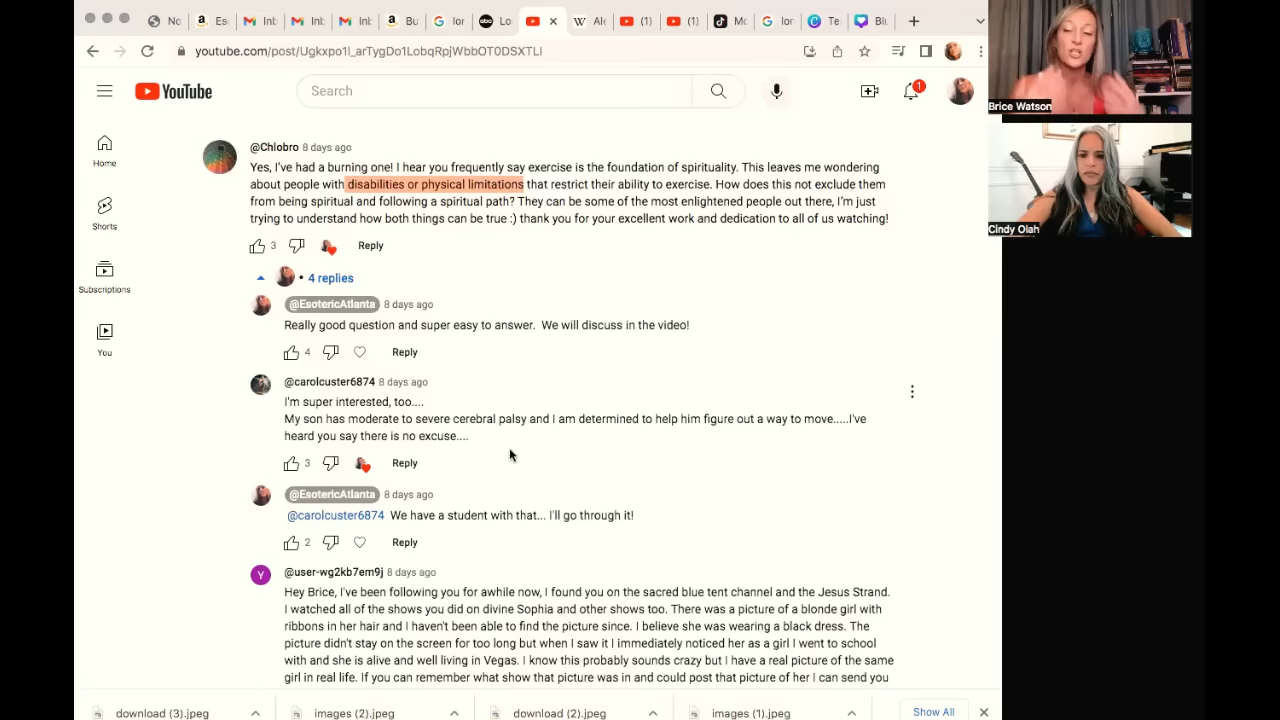 No
Es
Inb
Inb
Inb
Bu
lor
Lo
Ale
(1)
(1)
Mo
lor
Te
Blu
youtube.com/post/Ugkxpo1l_arTygDo1LobqRpjWbbOT0DSXTLl
YouTube
Search
1
Home
Shorts
Subscriptions
You
@Chlobro 8 days ago
Yes, I've had a burning one! I hear you frequently say exercise is the foundation of spirituality. This leaves me wondering
about people with disabilities or physical limitations that restrict their ability to exercise. How does this not exclude them
from being spiritual and following a spiritual path? They can be some of the most enlightened people out there, I'm just
trying to understand how both things can be true :) thank you for your excellent work and dedication to all of us watching!
3 Reply
• 4 replies
@EsotericAtlanta 8 days ago
Really good question and super easy to answer. We will discuss in the video!
4 Reply
@carolcuster6874 8 days ago
I'm super interested, too....
My son has moderate to severe cerebral palsy and I am determined to help him figure out a way to move.....I've
heard you say there is no excuse....
3 Reply
@EsotericAtlanta 8 days ago
@carolcuster6874 We have a student with that... I'll go through it!
2 Reply
Y
@user-wg2kb7em9j 8 days ago
Hey Brice, I've been following you for awhile now, I found you on the sacred blue tent channel and the Jesus Strand.
I watched all of the shows you did on divine Sophia and other shows too. There was a picture of a blonde girl with
ribbons in her hair and I haven't been able to find the picture since. I believe she was wearing a black dress. The
picture didn't stay on the screen for too long but when I saw it I immediately noticed her as a girl I went to school
with and she is alive and well living in Vegas. I know this probably sounds crazy but I have a real picture of the same
girl in real life. If you can remember what show that picture was in and could post that picture of her I can send you
download (3).jpeg
images (2).jpeg
download (2).jpeg
images (1).jpeg
Show All
Brice Watson
Cindy Olah